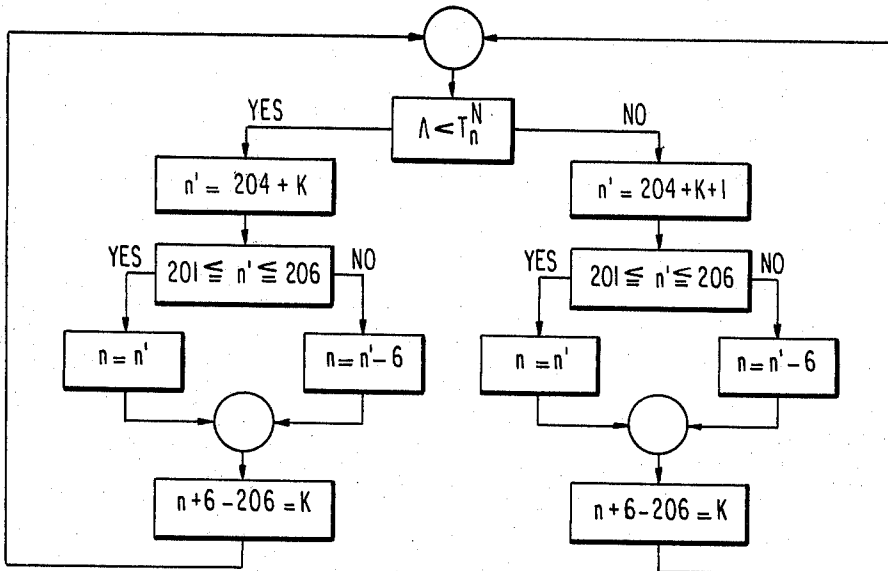 Λ ≤ T_n^N
YES
NO
n' = 204 + K
n' = 204+K+1
201 ≦ n' ≦ 206
YES
NO
201 ≦ n' ≦ 206
YES
NO
n = n'
n = n' - 6
n = n'
n = n' - 6
n+6-206 = K
n+6-206 = K